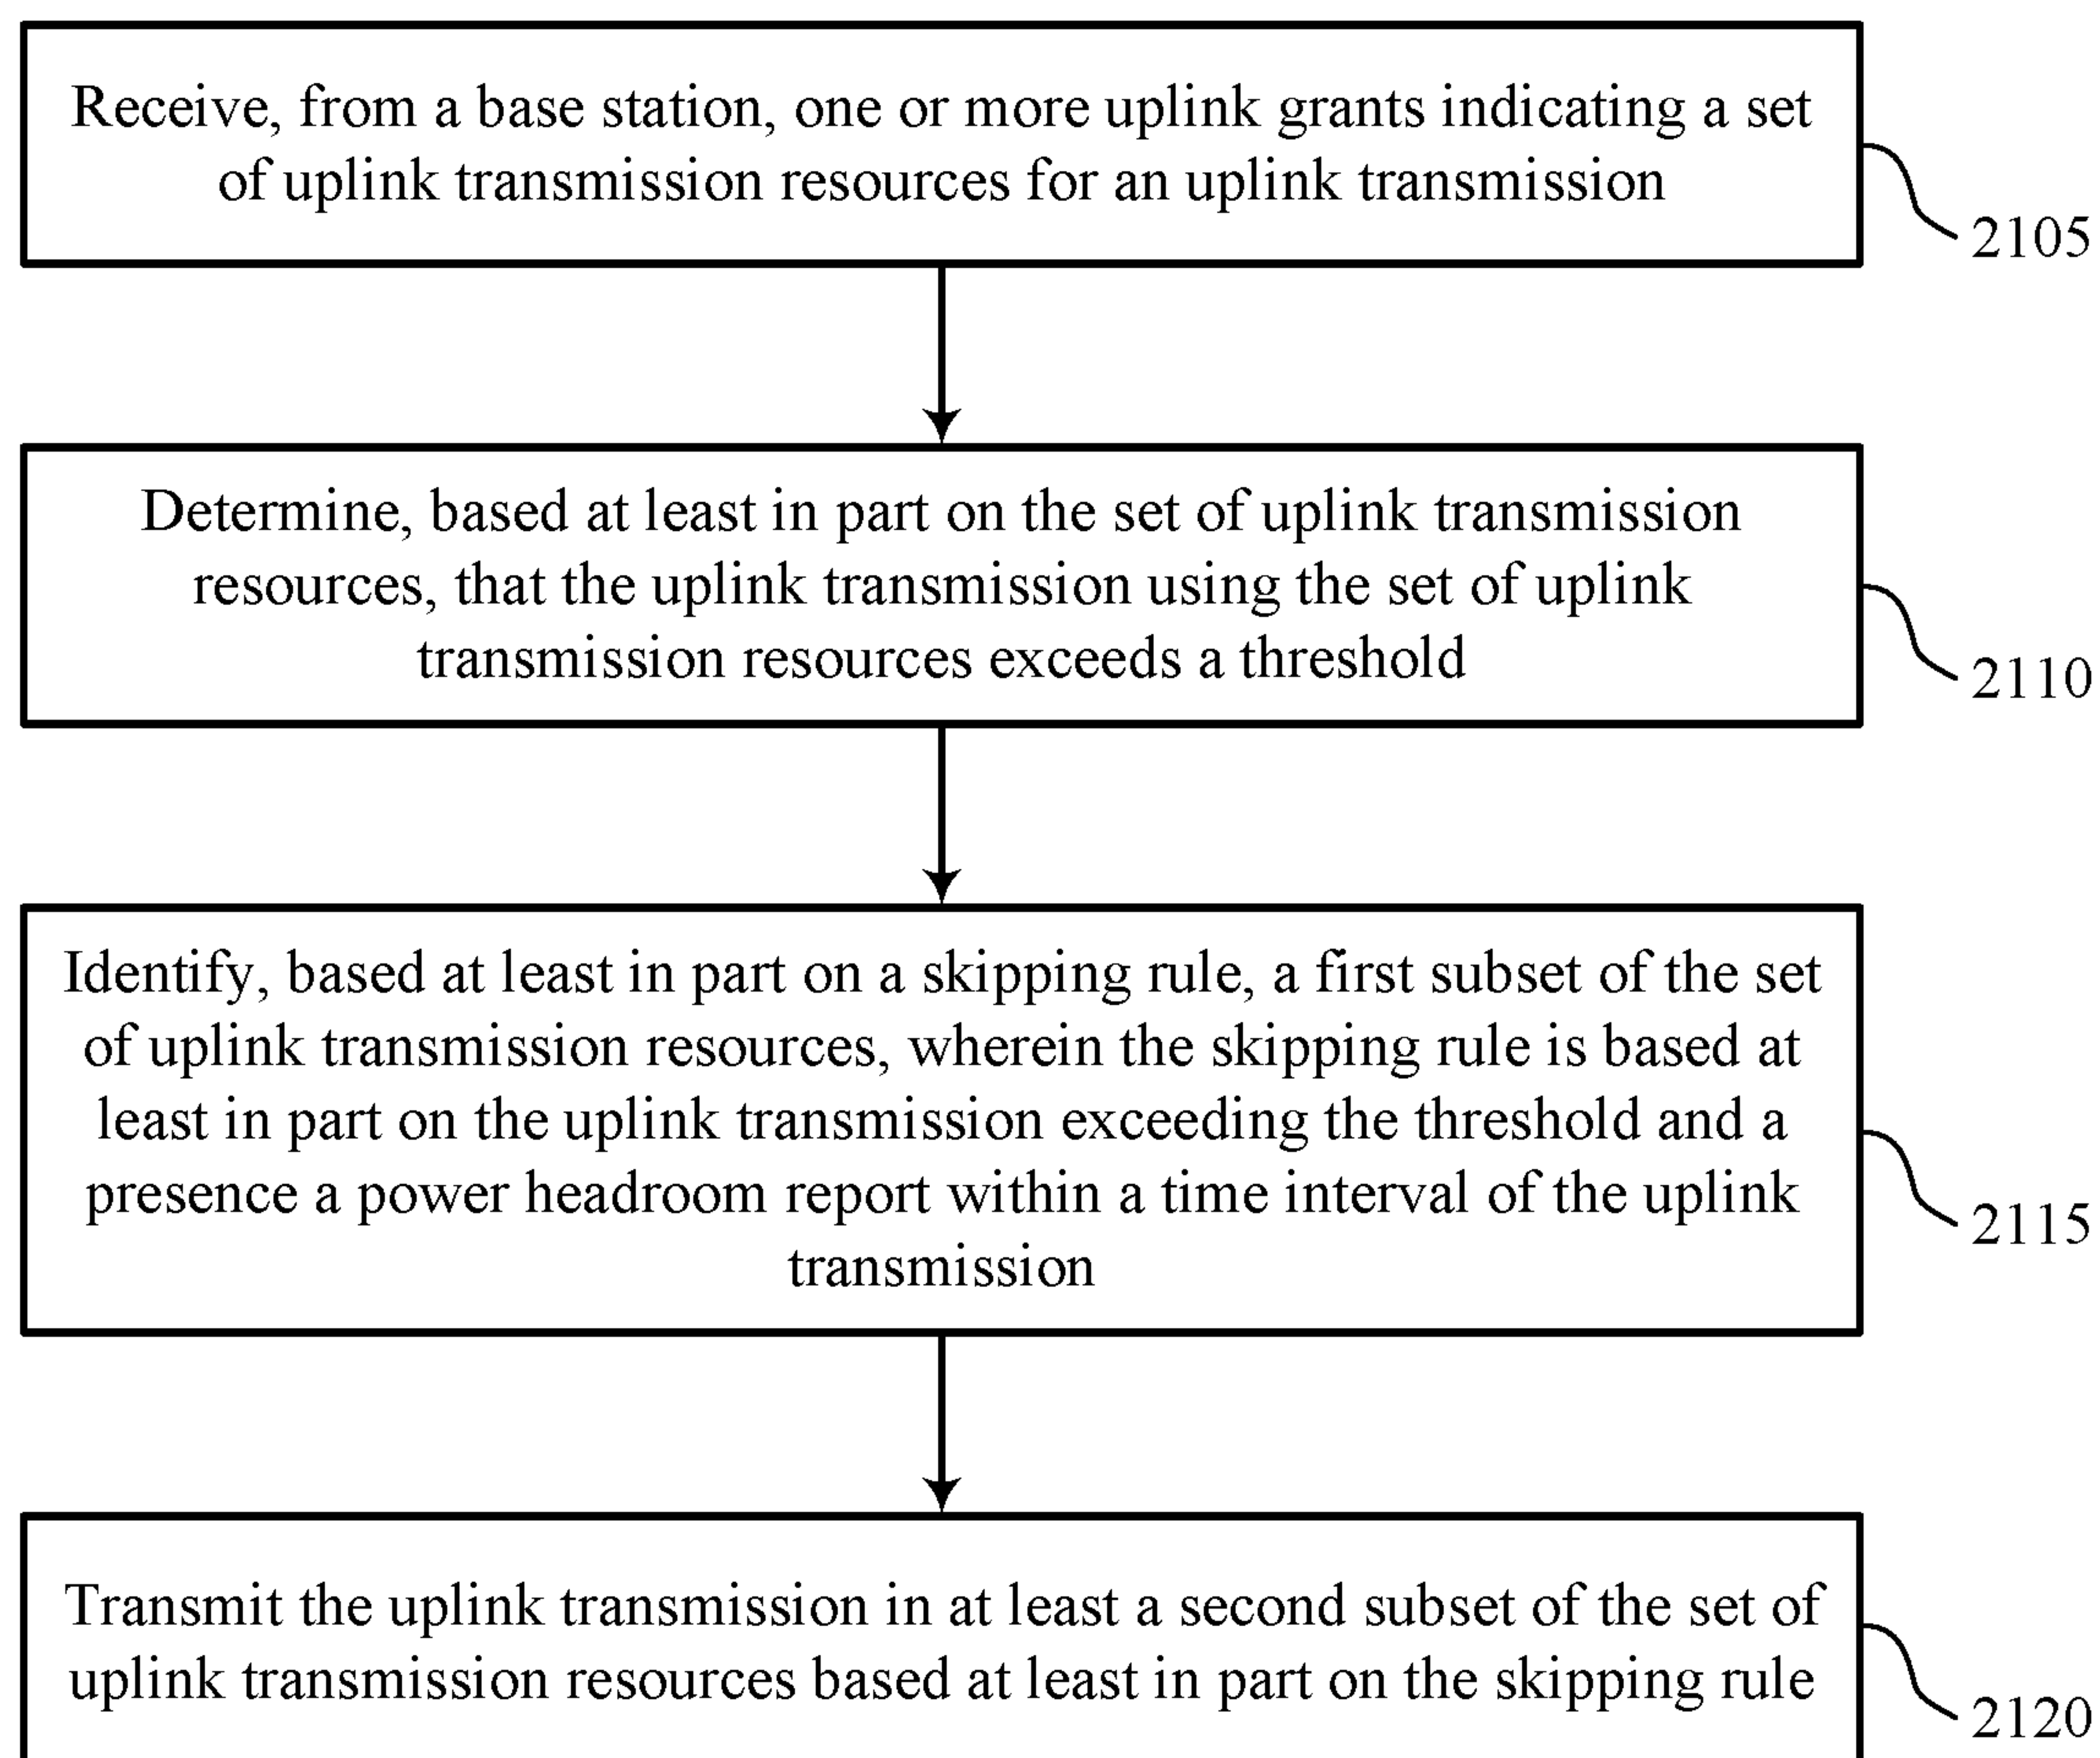 Receive, from a base station, one or more uplink grants indicating a set
of uplink transmission resources for an uplink transmission
2105
Determine, based at least in part on the set of uplink transmission
resources, that the uplink transmission using the set of uplink
transmission resources exceeds a threshold
2110
Identify, based at least in part on a skipping rule, a first subset of the set
of uplink transmission resources, wherein the skipping rule is based at
least in part on the uplink transmission exceeding the threshold and a
presence a power headroom report within a time interval of the uplink
transmission
2115
Transmit the uplink transmission in at least a second subset of the set of
uplink transmission resources based at least in part on the skipping rule
2120